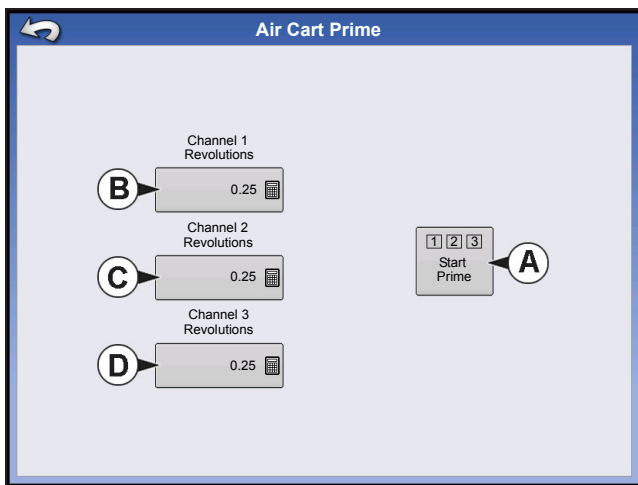 Air Cart Prime
Channel 1
Revolutions
B
0.25
Channel 2
Revolutions
C
0.25
1 2 3
Start
Prime
A
Channel 3
Revolutions
D
0.25